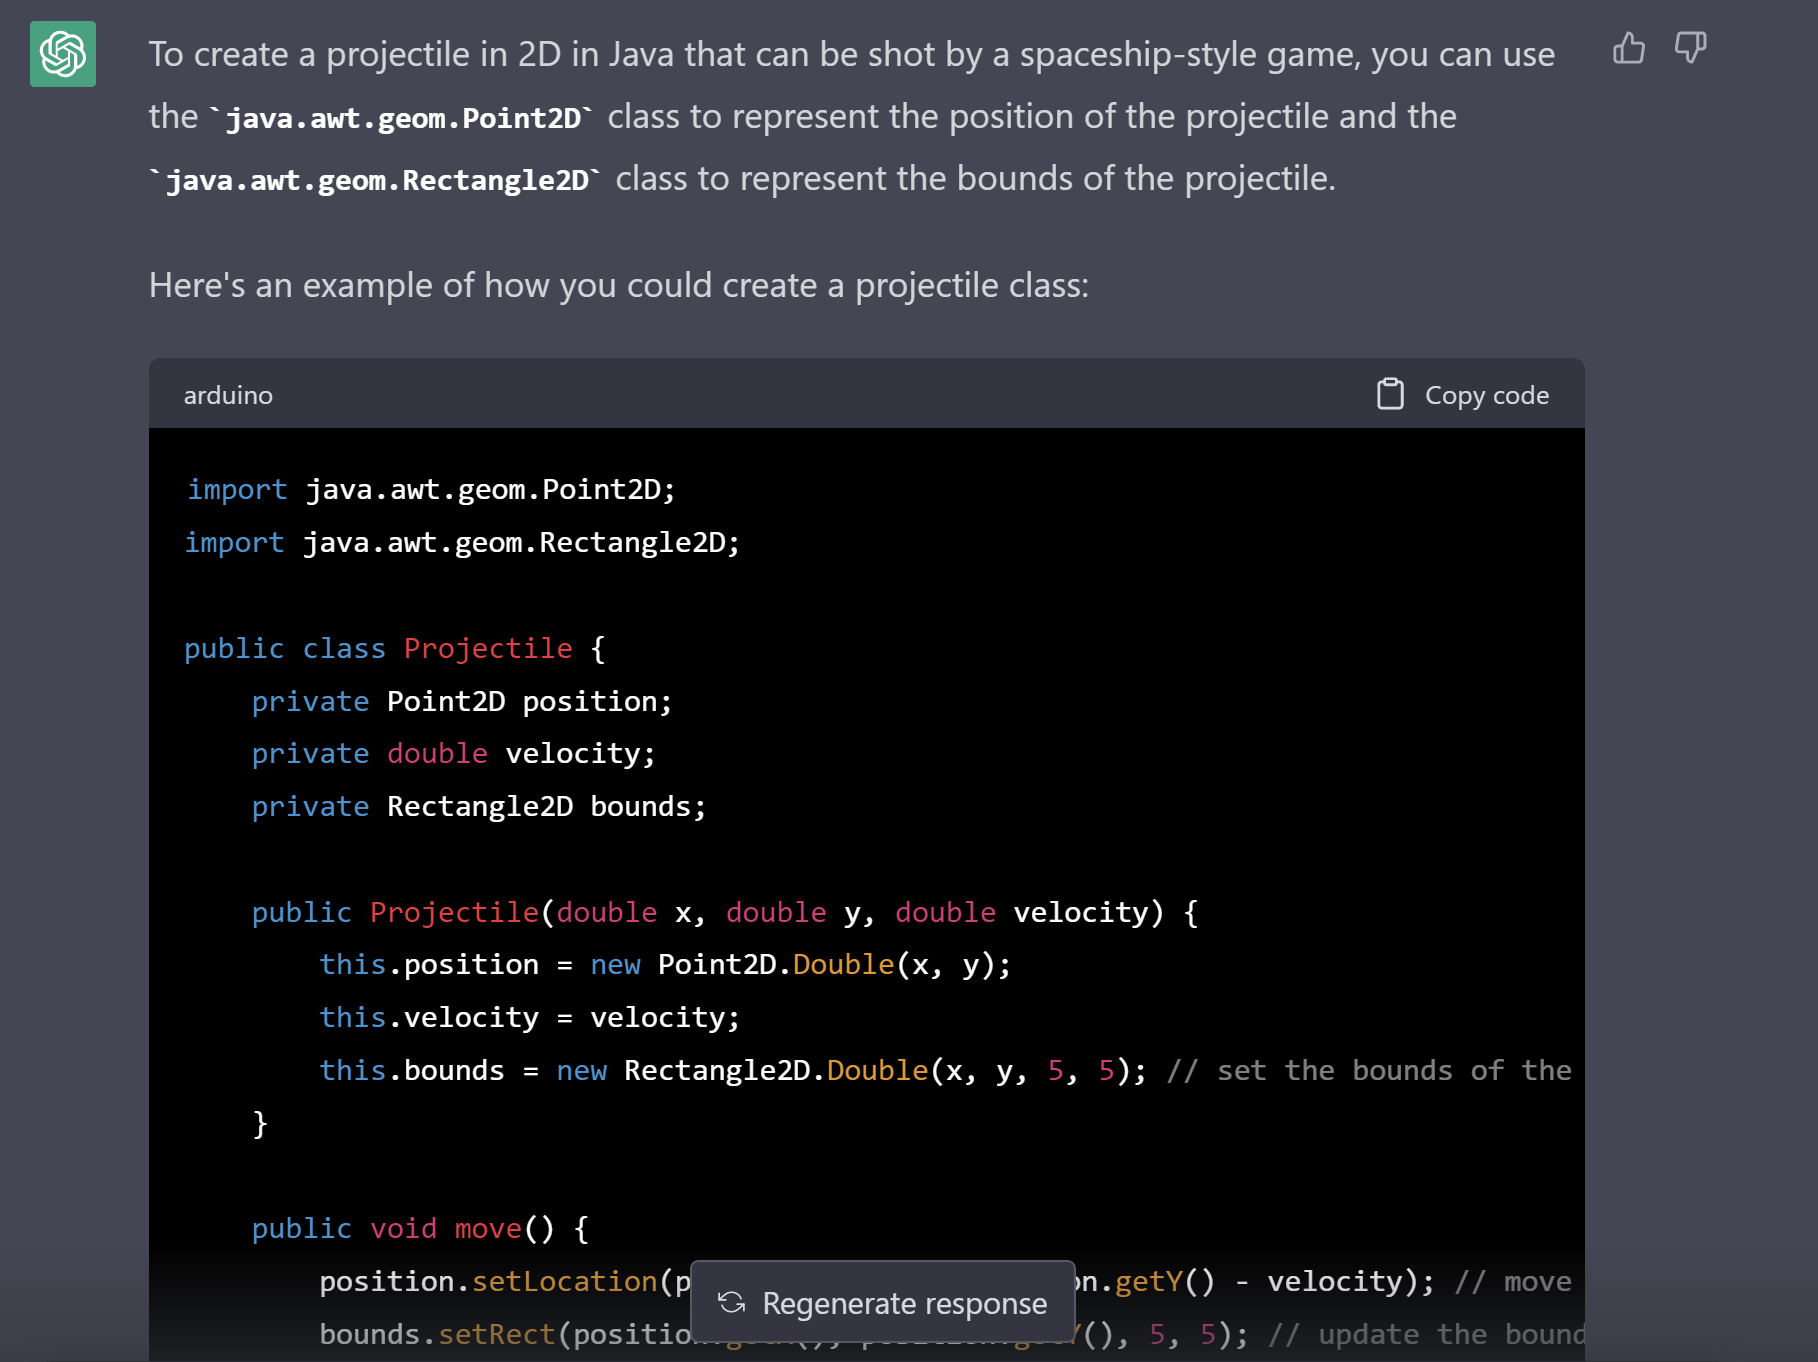 To create a projectile in 2D in Java that can be shot by a spaceship-style game, you can use
the `java.awt.geom.Point2D` class to represent the position of the projectile and the
`java.awt.geom.Rectangle2D` class to represent the bounds of the projectile.
Here's an example of how you could create a projectile class:
arduino Copy code
import java.awt.geom.Point2D;
import java.awt.geom.Rectangle2D;
public class Projectile {
    private Point2D position;
    private double velocity;
    private Rectangle2D bounds;
    public Projectile(double x, double y, double velocity) {
        this.position = new Point2D.Double(x, y);
        this.velocity = velocity;
        this.bounds = new Rectangle2D.Double(x, y, 5, 5); // set the bounds of the
    }
    public void move() {
        position.setLocation(p n.getY() - velocity); // move
Regenerate response
        bounds.setRect(position (), 5, 5); // update the bound